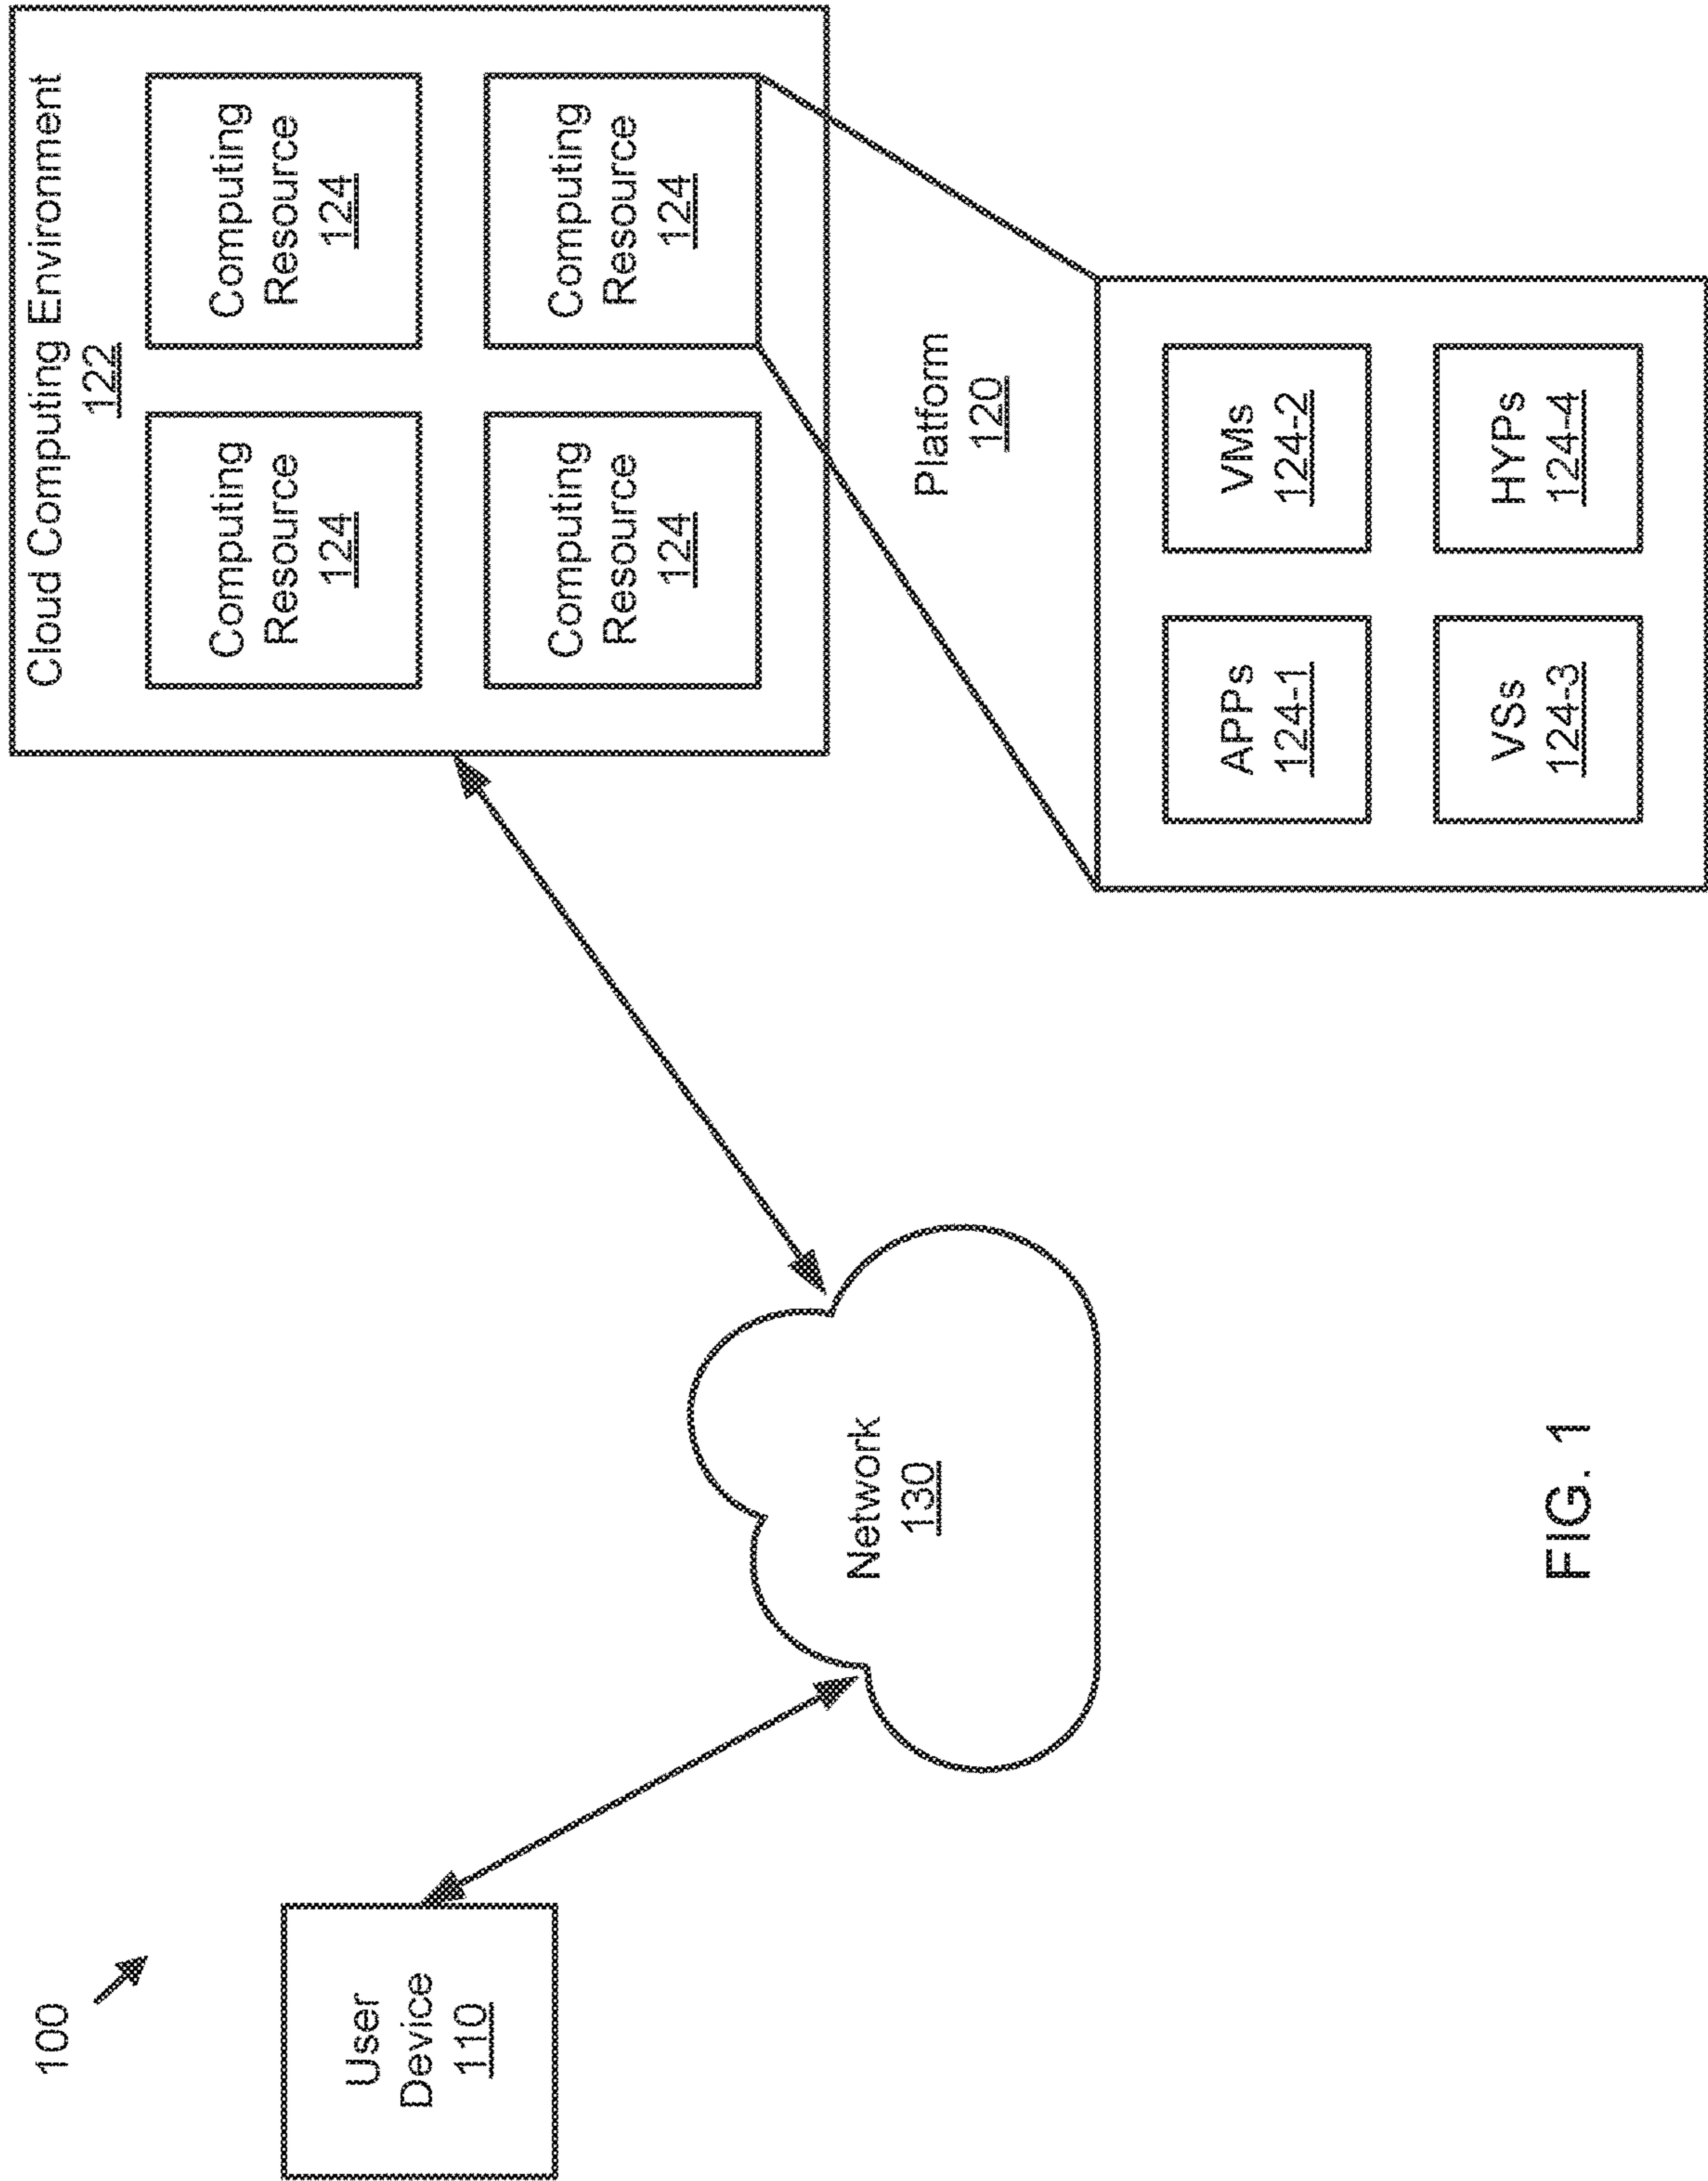 100
User
Device
110
Network
130
Cloud Computing Environment
122
Computing
Resource
124
Computing
Resource
124
Computing
Resource
124
Computing
Resource
124
Platform
120
APPs
124-1
VMs
124-2
VSs
124-3
HYPs
124-4
FIG. 1